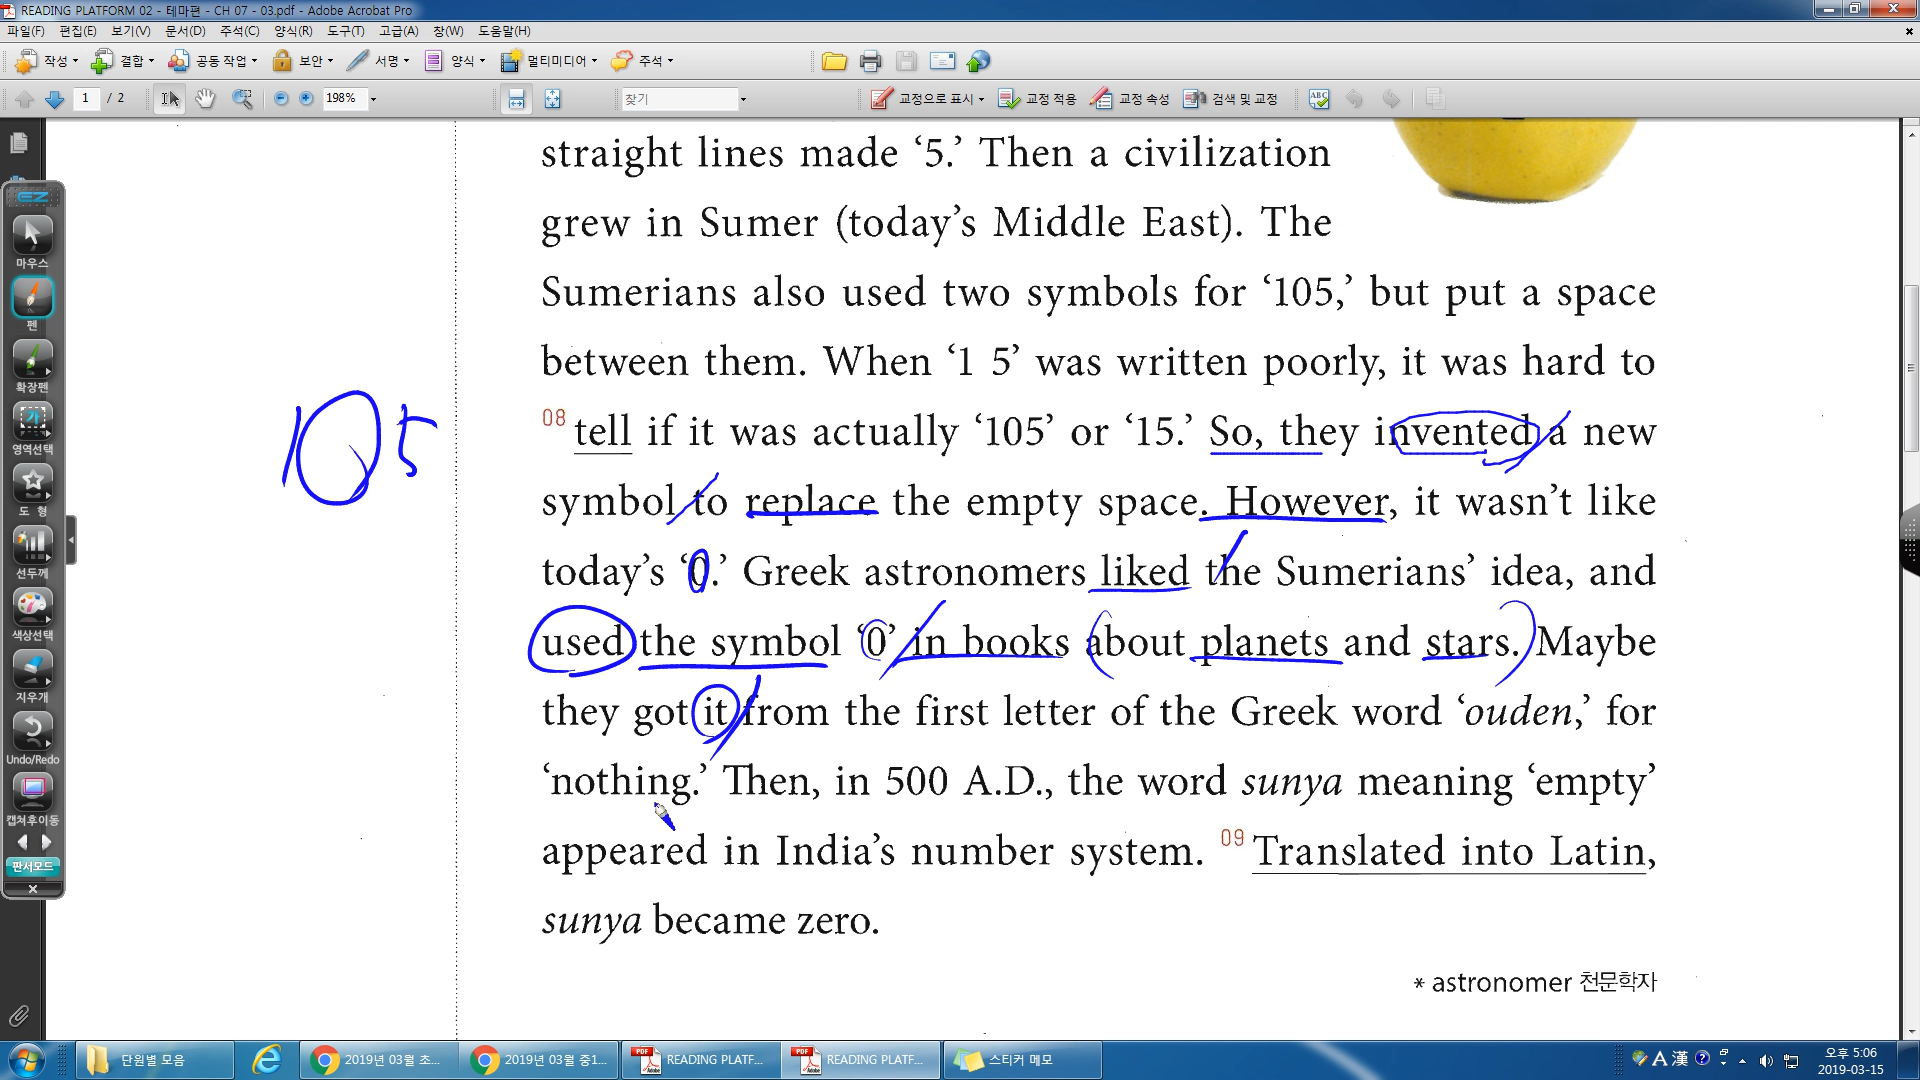 READING PLATFORM 02 - 테마편 - CH 07 - 03.pdf - Adobe Acrobat Pro
파일(F) 편집(E) 보기(V) 문서(D) 주석(C) 양식(R) 도구(T) 고급(A) 창(W) 도움말(H)
작성 결합 공동 작업 보안 서명 양식 멀티미디어 주석
1 / 2 198% 찾기 교정으로 표시 교정 적용 교정 속성 검색 및 교정
straight lines made ‘5.’ Then a civilization
grew in Sumer (today’s Middle East). The
Sumerians also used two symbols for ‘105,’ but put a space
between them. When ‘1 5’ was written poorly, it was hard to
08 tell if it was actually ‘105’ or ‘15.’ So, they invented a new
symbol to replace the empty space. However, it wasn’t like
today’s ‘0.’ Greek astronomers liked the Sumerians’ idea, and
used the symbol ‘0’ in books about planets and stars. Maybe
they got it from the first letter of the Greek word ‘ouden,’ for
‘nothing.’ Then, in 500 A.D., the word sunya meaning ‘empty’
appeared in India’s number system. 09 Translated into Latin,
sunya became zero.
* astronomer 천문학자
105
EZ
마우스
펜
확장펜
영역선택
도 형
선두께
색상선택
지우개
Undo/Redo
캡쳐후이동
판서모드
단원별 모음
2019년 03월 초...
2019년 03월 중1...
READING PLATF...
READING PLATF...
스티커 메모
A 漢
오후 5:06
2019-03-15